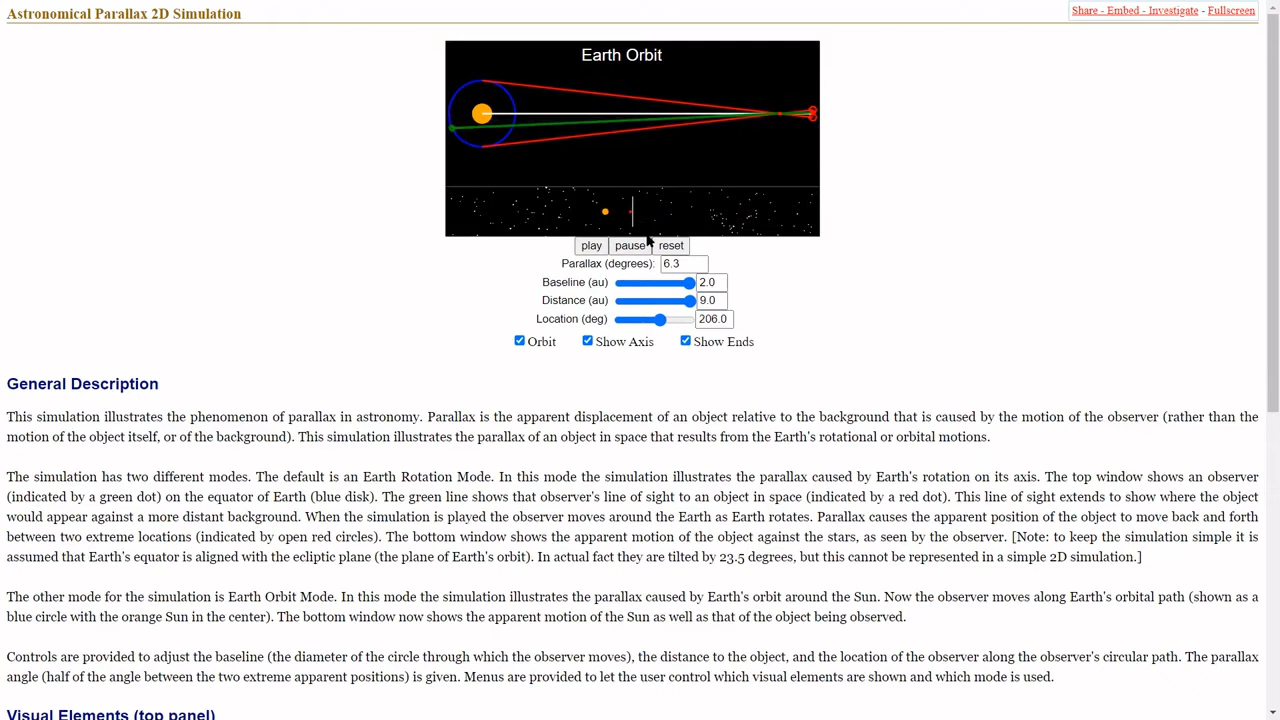 Astronomical Parallax 2D Simulation
Share - Embed - Investigate - Fullscreen
Earth Orbit
play pause reset
Parallax (degrees): 6.3
Baseline (au) 2.0
Distance (au) 9.0
Location (deg) 206.0
Orbit Show Axis Show Ends
General Description
This simulation illustrates the phenomenon of parallax in astronomy. Parallax is the apparent displacement of an object relative to the background that is caused by the motion of the observer (rather than the
motion of the object itself, or of the background). This simulation illustrates the parallax of an object in space that results from the Earth's rotational or orbital motions.
The simulation has two different modes. The default is an Earth Rotation Mode. In this mode the simulation illustrates the parallax caused by Earth's rotation on its axis. The top window shows an observer
(indicated by a green dot) on the equator of Earth (blue disk). The green line shows that observer's line of sight to an object in space (indicated by a red dot). This line of sight extends to show where the object
would appear against a more distant background. When the simulation is played the observer moves around the Earth as Earth rotates. Parallax causes the apparent position of the object to move back and forth
between two extreme locations (indicated by open red circles). The bottom window shows the apparent motion of the object against the stars, as seen by the observer. [Note: to keep the simulation simple it is
assumed that Earth's equator is aligned with the ecliptic plane (the plane of Earth's orbit). In actual fact they are tilted by 23.5 degrees, but this cannot be represented in a simple 2D simulation.]
The other mode for the simulation is Earth Orbit Mode. In this mode the simulation illustrates the parallax caused by Earth's orbit around the Sun. Now the observer moves along Earth's orbital path (shown as a
blue circle with the orange Sun in the center). The bottom window now shows the apparent motion of the Sun as well as that of the object being observed.
Controls are provided to adjust the baseline (the diameter of the circle through which the observer moves), the distance to the object, and the location of the observer along the observer's circular path. The parallax
angle (half of the angle between the two extreme apparent positions) is given. Menus are provided to let the user control which visual elements are shown and which mode is used.
Visual Elements (top panel)